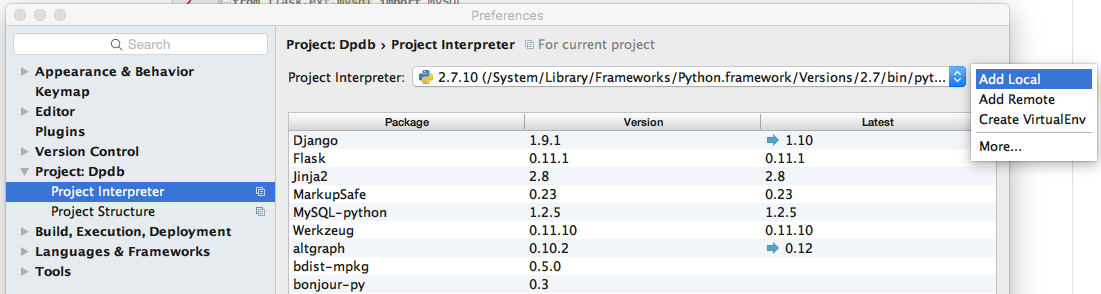 from flask.ext.mysql import MySQL
Preferences
Search
Appearance & Behavior
Keymap
Editor
Plugins
Version Control
Project: Dpdb
Project Interpreter
Project Structure
Build, Execution, Deployment
Languages & Frameworks
Tools
Project: Dpdb › Project Interpreter For current project
Project Interpreter: 2.7.10 (/System/Library/Frameworks/Python.framework/Versions/2.7/bin/pyt...
Package Version Latest
Django 1.9.1 1.10
Flask 0.11.1 0.11.1
Jinja2 2.8 2.8
MarkupSafe 0.23 0.23
MySQL-python 1.2.5 1.2.5
Werkzeug 0.11.10 0.11.10
altgraph 0.10.2 0.12
bdist-mpkg 0.5.0
bonjour-py 0.3
Add Local
Add Remote
Create VirtualEnv
More...